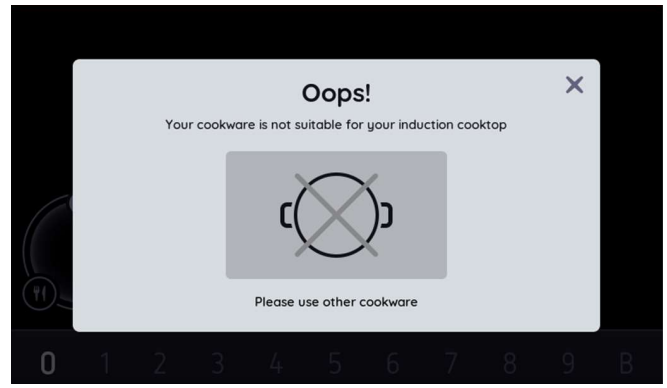 Oops!
Your cookware is not suitable for your induction cooktop
Please use other cookware
0 1 2 3 4 5 6 7 8 9 B